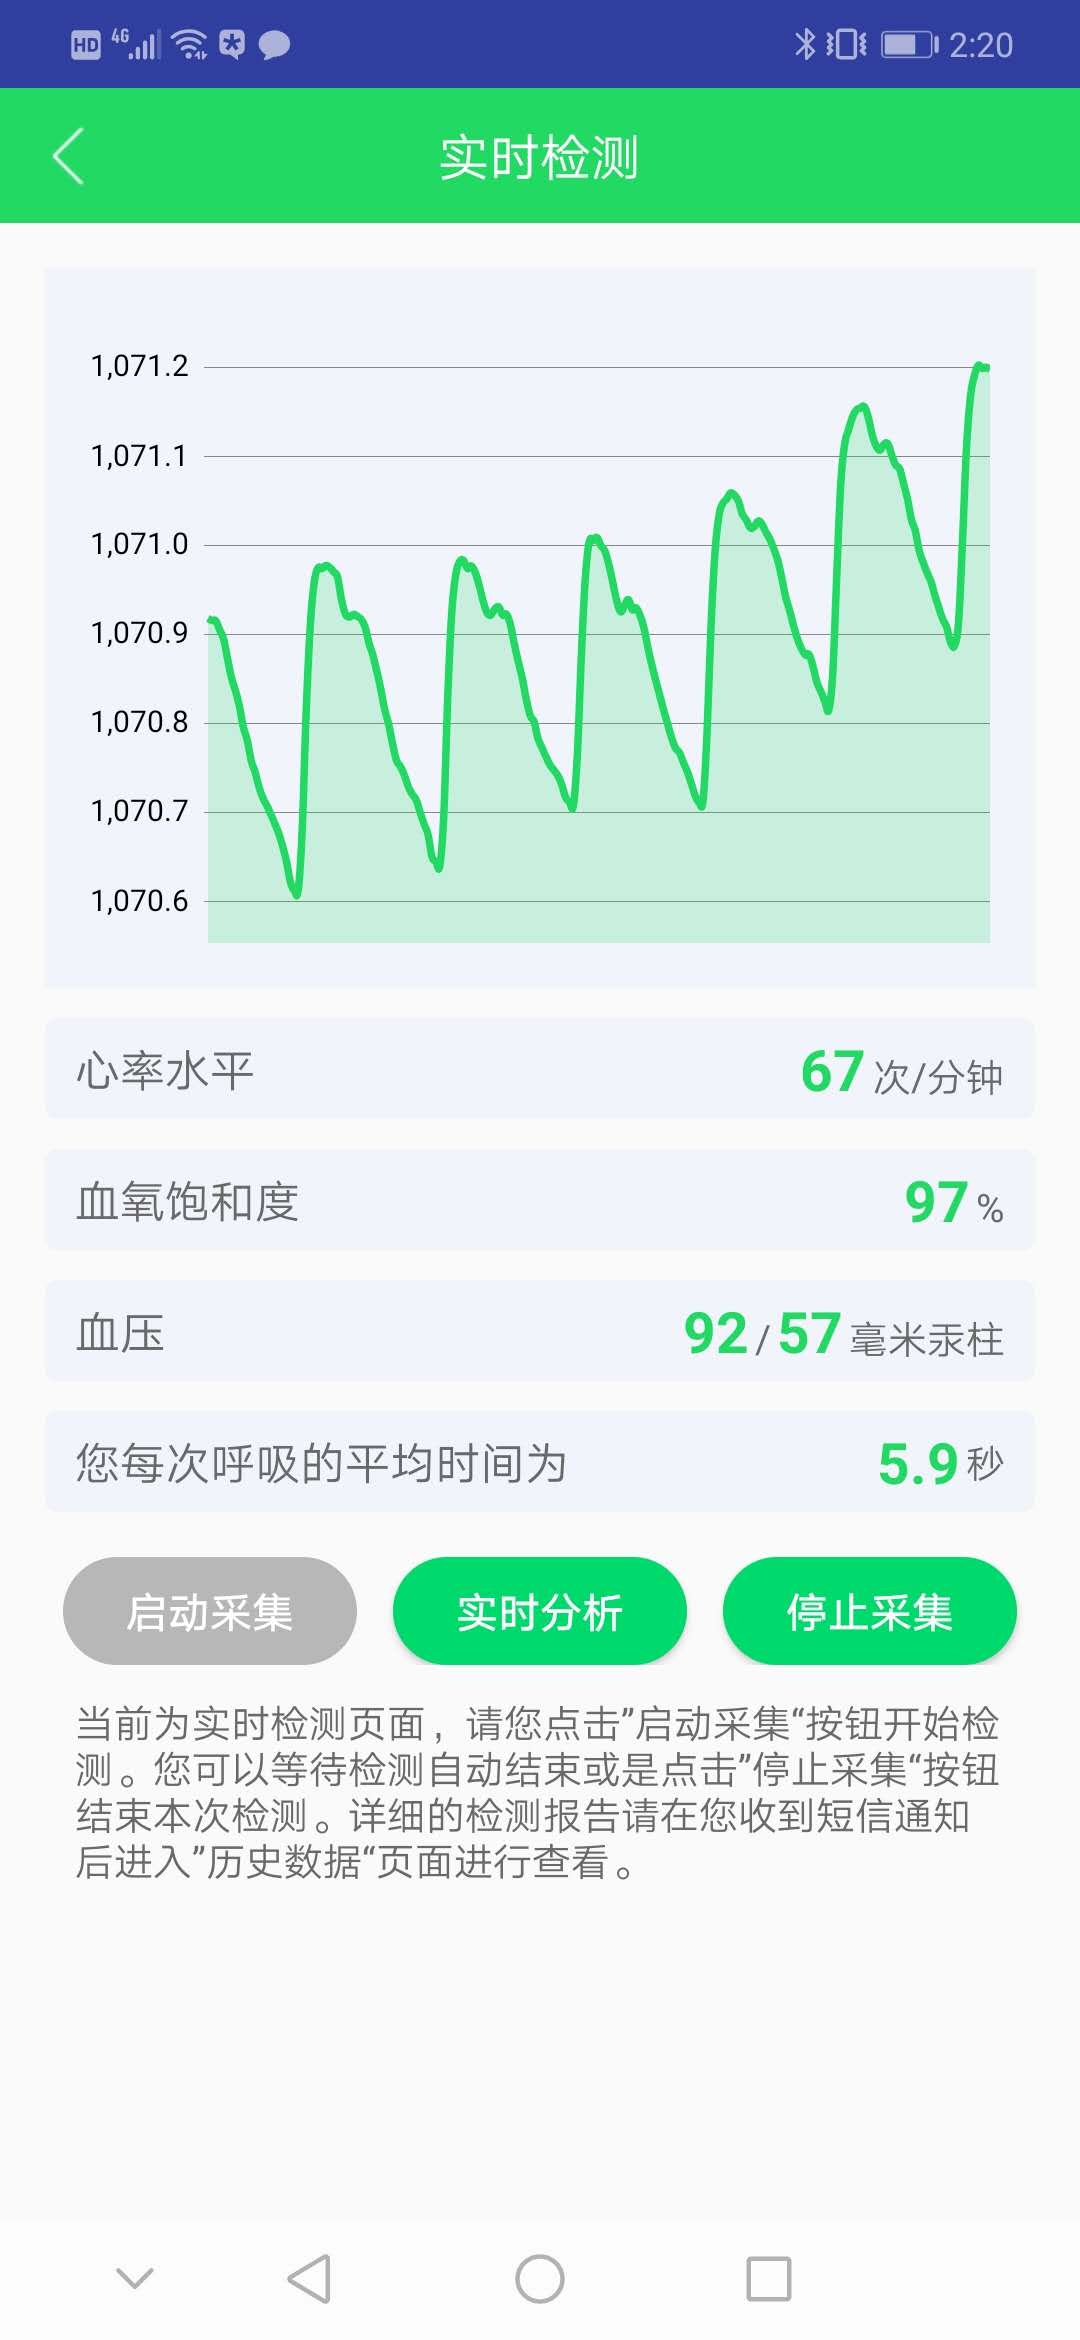 HD 4G 2:20
实时检测
1,071.2
1,071.1
1,071.0
1,070.9
1,070.8
1,070.7
1,070.6
心率水平 67 次/分钟
血氧饱和度 97 %
血压 92 / 57 毫米汞柱
您每次呼吸的平均时间为 5.9 秒
启动采集 实时分析 停止采集
当前为实时检测页面，请您点击”启动采集“按钮开始检
测。您可以等待检测自动结束或是点击”停止采集“按钮
结束本次检测。详细的检测报告请在您收到短信通知
后进入”历史数据“页面进行查看。